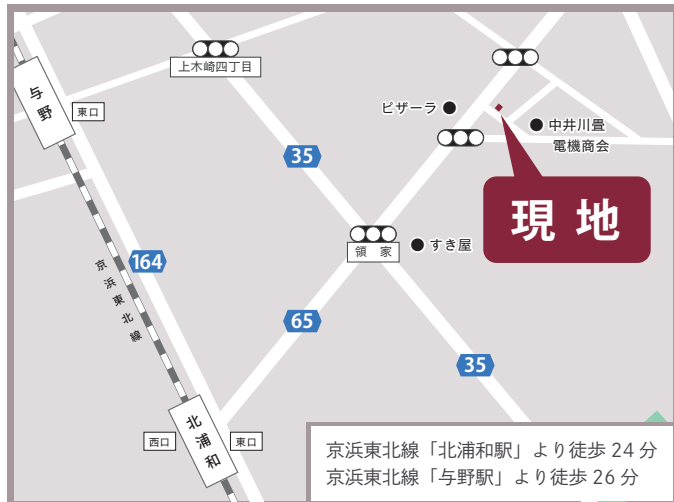 上木崎四丁目
与野
東口
ピザーラ
中井川畳
電機商会
35
現 地
領 家
すき屋
164
京浜東北線
65
35
北浦和
西口
東口
京浜東北線「北浦和駅」より徒歩 24 分
京浜東北線「与野駅」より徒歩 26 分